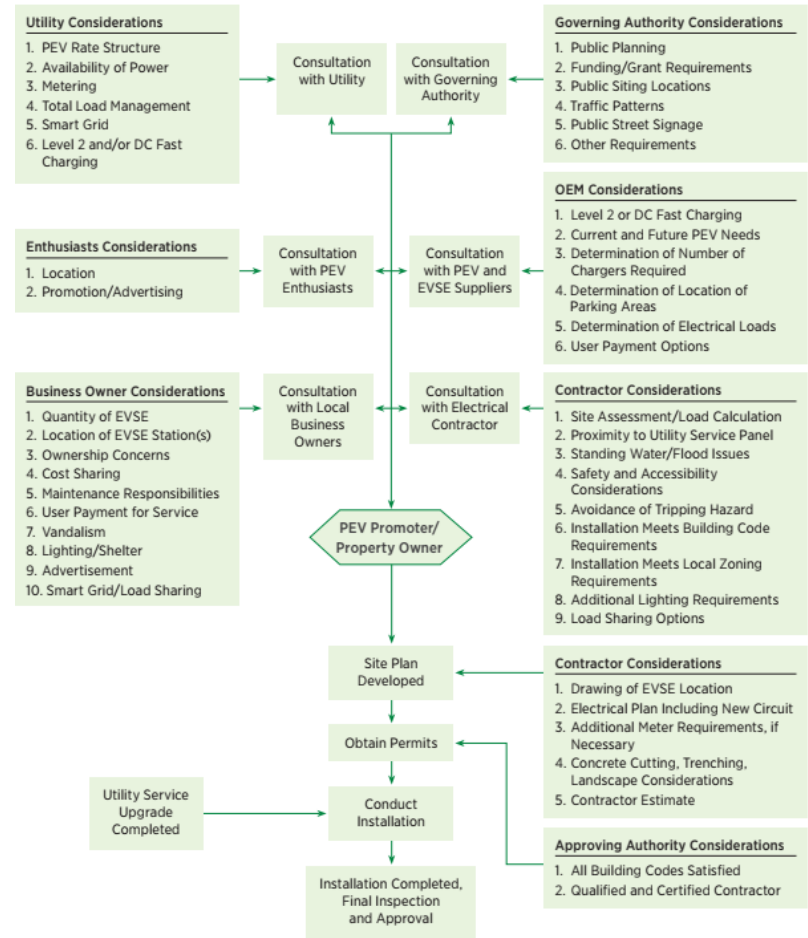 Utility Considerations
1. PEV Rate Structure
2. Availability of Power
3. Metering
4. Total Load Management
5. Smart Grid
6. Level 2 and/or DC Fast
Charging
Consultation
with Utility
Consultation
with Governing
Authority
Governing Authority Considerations
1. Public Planning
2. Funding/Grant Requirements
3. Public Siting Locations
4. Traffic Patterns
5. Public Street Signage
6. Other Requirements
Enthusiasts Considerations
1. Location
2. Promotion/Advertising
Consultation
with PEV
Enthusiasts
Consultation
with PEV and
EVSE Suppliers
OEM Considerations
1. Level 2 or DC Fast Charging
2. Current and Future PEV Needs
3. Determination of Number of
Chargers Required
4. Determination of Location of
Parking Areas
5. Determination of Electrical Loads
6. User Payment Options
Business Owner Considerations
1. Quantity of EVSE
2. Location of EVSE Station(s)
3. Ownership Concerns
4. Cost Sharing
5. Maintenance Responsibilities
6. User Payment for Service
7. Vandalism
8. Lighting/Shelter
9. Advertisement
10. Smart Grid/Load Sharing
Consultation
with Local
Business
Owners
Consultation
with Electrical
Contractor
Contractor Considerations
1. Site Assessment/Load Calculation
2. Proximity to Utility Service Panel
3. Standing Water/Flood Issues
4. Safety and Accessibility
Considerations
5. Avoidance of Tripping Hazard
6. Installation Meets Building Code
Requirements
7. Installation Meets Local Zoning
Requirements
8. Additional Lighting Requirements
9. Load Sharing Options
PEV Promoter/
Property Owner
Site Plan
Developed
Contractor Considerations
1. Drawing of EVSE Location
2. Electrical Plan Including New Circuit
3. Additional Meter Requirements, if
Necessary
4. Concrete Cutting, Trenching,
Landscape Considerations
5. Contractor Estimate
Obtain Permits
Utility Service
Upgrade
Completed
Conduct
Installation
Approving Authority Considerations
1. All Building Codes Satisfied
2. Qualified and Certified Contractor
Installation Completed,
Final Inspection
and Approval